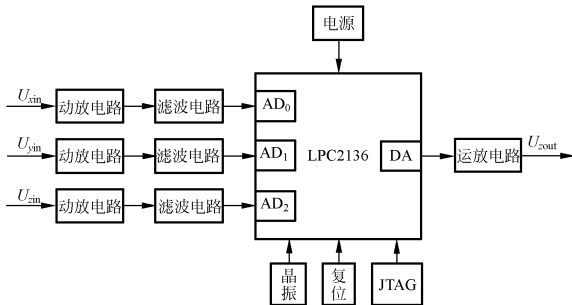 电源
Uxin
动放电路
滤波电路
AD0
Uyin
动放电路
滤波电路
AD1
LPC2136
DA
运放电路
Uzout
Uzin
动放电路
滤波电路
AD2
晶振
复位
JTAG